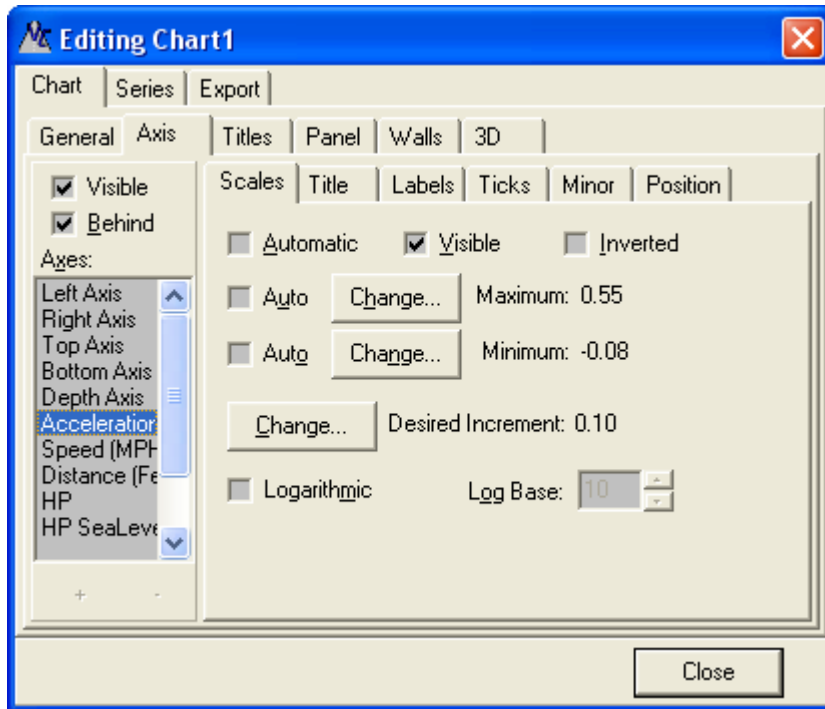 Editing Chart1
Chart Series Export
General Axis Titles Panel Walls 3D
Visible
Behind
Axes:
Left Axis
Right Axis
Top Axis
Bottom Axis
Depth Axis
Acceleration
Speed (MPH
Distance (Fe
HP
HP SeaLeve
+ -
Scales Title Labels Ticks Minor Position
Automatic Visible Inverted
Auto Change... Maximum: 0.55
Auto Change... Minimum: -0.08
Change... Desired Increment: 0.10
Logarithmic Log Base: 10
Close